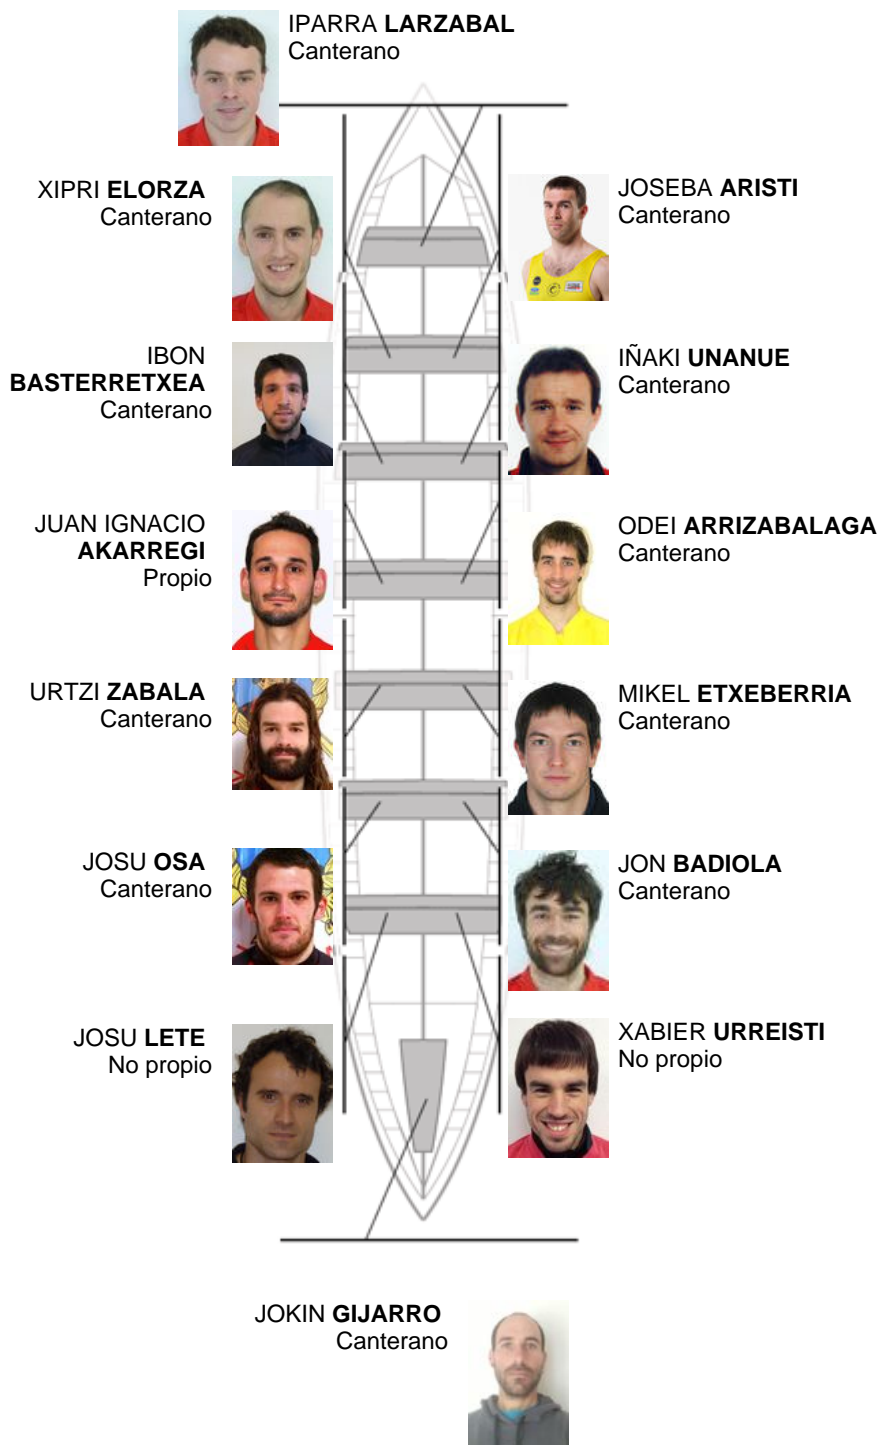 IPARRA LARZABAL
Canterano
XIPRI ELORZA
Canterano
JOSEBA ARISTI
Canterano
IBON
BASTERRETXEA
Canterano
IÑAKI UNANUE
Canterano
JUAN IGNACIO
AKARREGI
Propio
ODEI ARRIZABALAGA
Canterano
URTZI ZABALA
Canterano
MIKEL ETXEBERRIA
Canterano
JOSU OSA
Canterano
JON BADIOLA
Canterano
JOSU LETE
No propio
XABIER URREISTI
No propio
JOKIN GIJARRO
Canterano